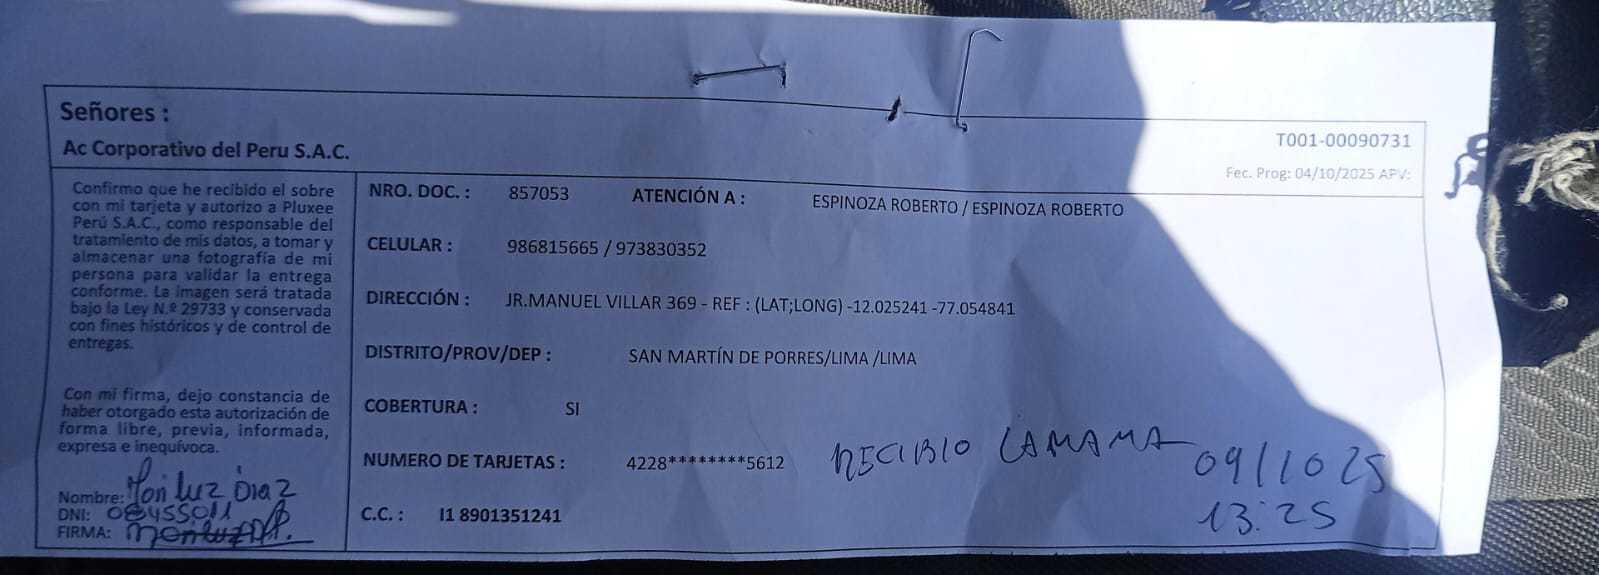 Señores :
Ac Corporativo del Peru S.A.C.
T001-00090731
Fec. Prog: 04/10/2025 APV:
Confirmo que he recibido el sobre
con mi tarjeta y autorizo a Pluxee
Perú S.A.C., como responsable del
tratamiento de mis datos, a tomar y
almacenar una fotografía de mi
persona para validar la entrega
conforme. La imagen será tratada
bajo la Ley N.º 29733 y conservada
con fines históricos y de control de
entregas.
Con mi firma, dejo constancia de
haber otorgado esta autorización de
forma libre, previa, informada,
expresa e inequívoca.
Nombre: Mari Luz Diaz
DNI: 08455011
FIRMA:
NRO. DOC. : 857053 ATENCIÓN A : ESPINOZA ROBERTO / ESPINOZA ROBERTO
CELULAR : 986815665 / 973830352
DIRECCIÓN : JR.MANUEL VILLAR 369 - REF : (LAT;LONG) -12.025241 -77.054841
DISTRITO/PROV/DEP : SAN MARTÍN DE PORRES/LIMA /LIMA
COBERTURA : SI
NUMERO DE TARJETAS : 4228********5612
C.C. : I1 8901351241
RECIBIO LA MAMA
09/10 25
13:25